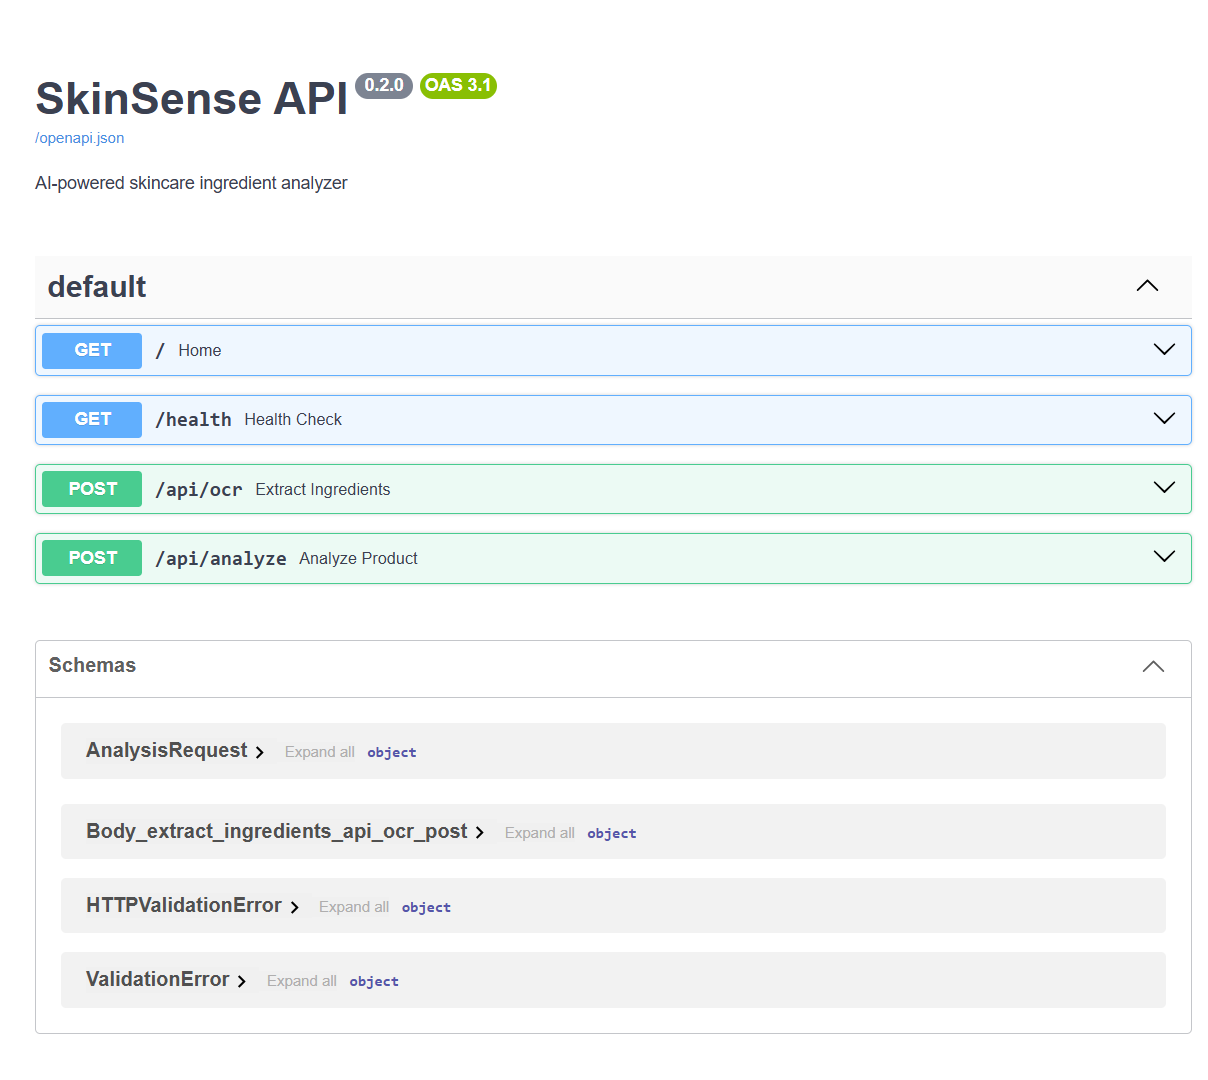 SkinSense API 0.2.0 OAS 3.1
/openapi.json
AI-powered skincare ingredient analyzer
default
GET / Home
GET /health Health Check
POST /api/ocr Extract Ingredients
POST /api/analyze Analyze Product
Schemas
AnalysisRequest Expand all object
Body_extract_ingredients_api_ocr_post Expand all object
HTTPValidationError Expand all object
ValidationError Expand all object